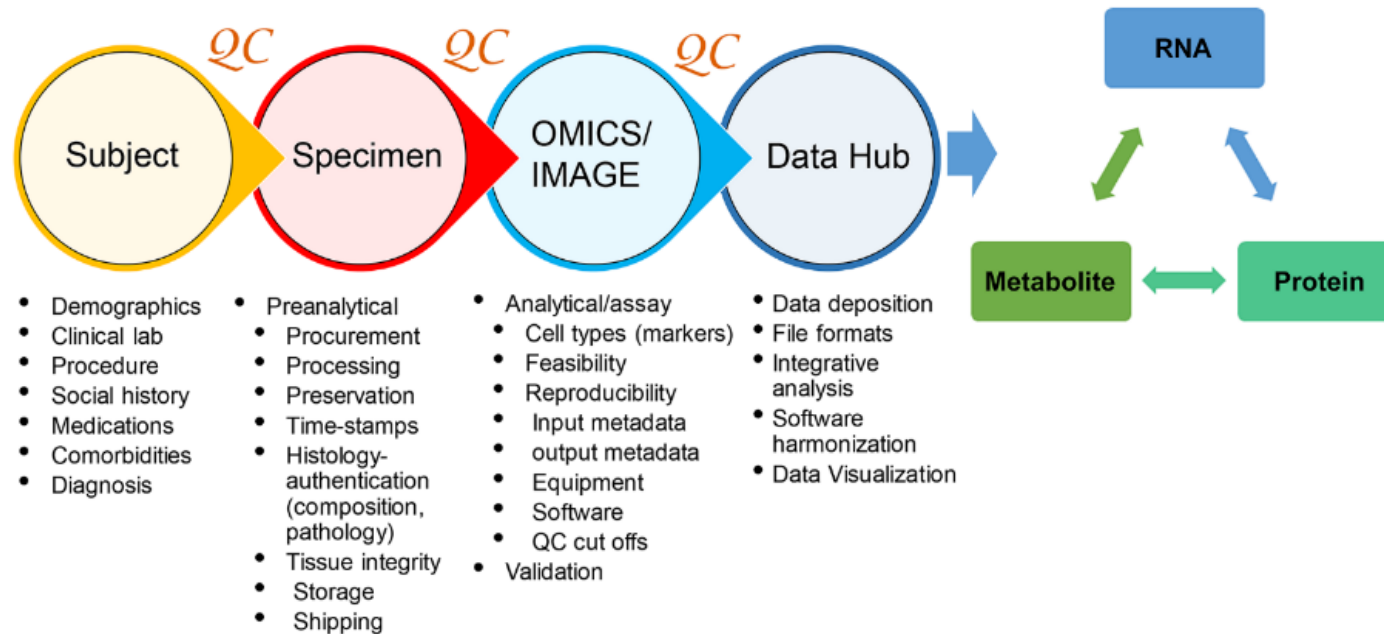 QC
QC
QC
RNA
Subject
Specimen
OMICS/
IMAGE
Data Hub
Metabolite
Protein
• Demographics
• Clinical lab
• Procedure
• Social history
• Medications
• Comorbidities
• Diagnosis
• Preanalytical
• Procurement
• Processing
• Preservation
• Time-stamps
• Histology-
authentication
(composition,
pathology)
• Tissue integrity
• Storage
• Shipping
• Analytical/assay
• Cell types (markers)
• Feasibility
• Reproducibility
• Input metadata
• output metadata
• Equipment
• Software
• QC cut offs
• Validation
• Data deposition
• File formats
• Integrative
analysis
• Software
harmonization
• Data Visualization